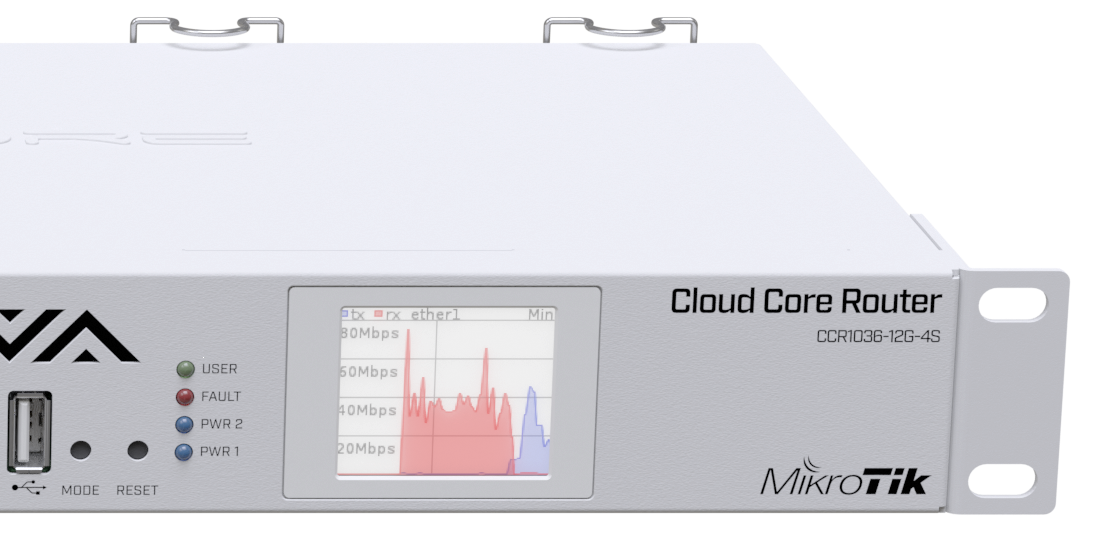 ORE
Cloud Core Router
CCR1036-12G-4S
tx rx ether1 Min
80Mbps
60Mbps
40Mbps
20Mbps
USER
FAULT
PWR 2
PWR 1
MODE
RESET
MikroTik